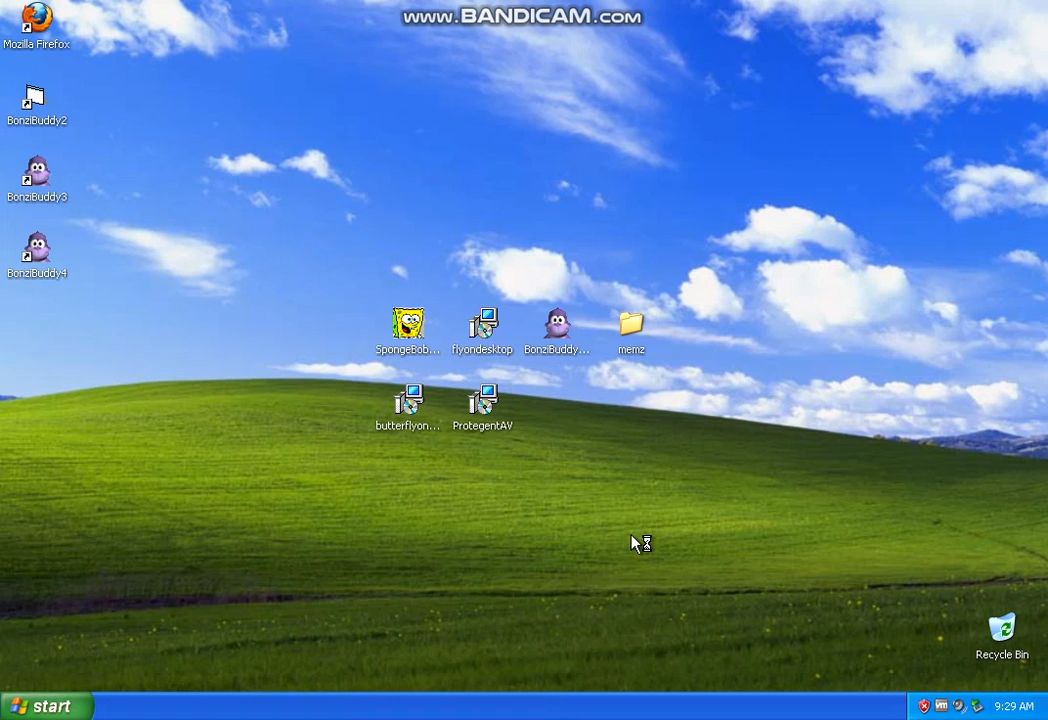 www.BANDICAM.com
Mozilla Firefox
BonziBuddy2
BonziBuddy3
BonziBuddy4
SpongeBob...
flyondesktop
BonziBuddy...
memz
butterflyon...
ProtegentAV
Recycle Bin
start
vm
9:29 AM